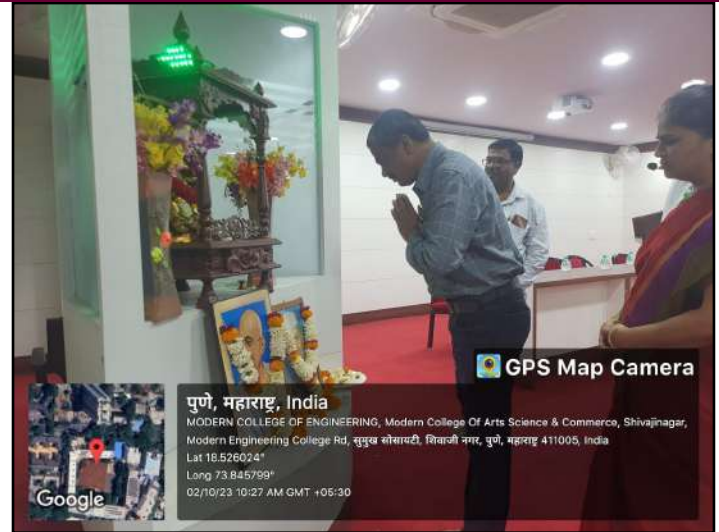 GPS Map Camera
पुणे, महाराष्ट्र, India
MODERN COLLEGE OF ENGINEERING, Modern College Of Arts Science & Commerce, Shivajinagar,
Modern Engineering College Rd, सुमुख सोसायटी, शिवाजी नगर, पुणे, महाराष्ट्र 411005, India
Lat 18.526024°
Long 73.845799°
02/10/23 10:27 AM GMT +05:30
Google